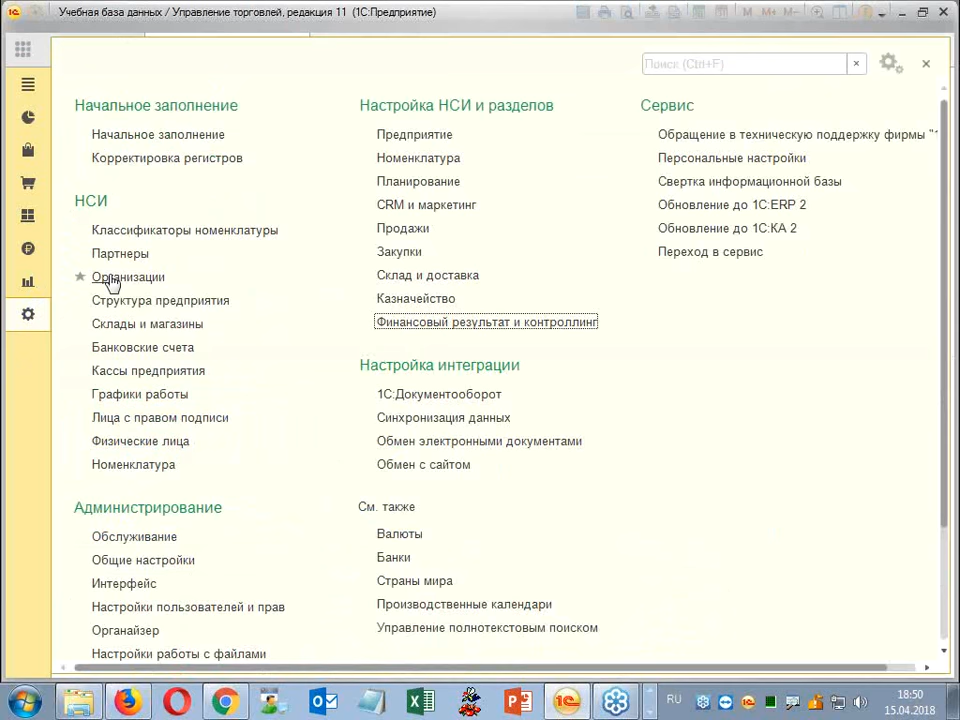 Учебная база данных / Управление торговлей, редакция 11 (1С:Предприятие)
M M+ M-
Поиск (Ctrl+F)
Начальное заполнение
Начальное заполнение
Корректировка регистров
НСИ
Классификаторы номенклатуры
Партнеры
Организации
Структура предприятия
Склады и магазины
Банковские счета
Кассы предприятия
Графики работы
Лица с правом подписи
Физические лица
Номенклатура
Администрирование
Обслуживание
Общие настройки
Интерфейс
Настройки пользователей и прав
Органайзер
Настройки работы с файлами
Настройка НСИ и разделов
Предприятие
Номенклатура
Планирование
CRM и маркетинг
Продажи
Закупки
Склад и доставка
Казначейство
Финансовый результат и контроллинг
Настройка интеграции
1С:Документооборот
Синхронизация данных
Обмен электронными документами
Обмен с сайтом
См. также
Валюты
Банки
Страны мира
Производственные календари
Управление полнотекстовым поиском
Сервис
Обращение в техническую поддержку фирмы "1
Персональные настройки
Свертка информационной базы
Обновление до 1С:ERP 2
Обновление до 1С:КА 2
Переход в сервис
RU
18:50
15.04.2018